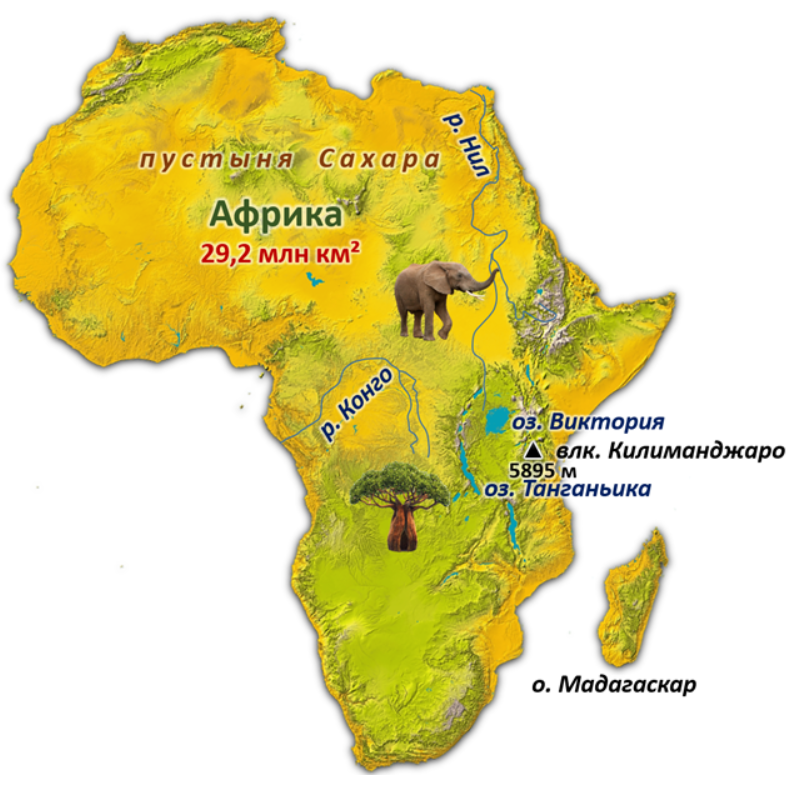 р. Нил
пустыня Сахара
Африка
29,2 млн км²
р. Конго
оз. Виктория
влк. Килиманджаро
5895 м
оз. Танганьика
о. Мадагаскар